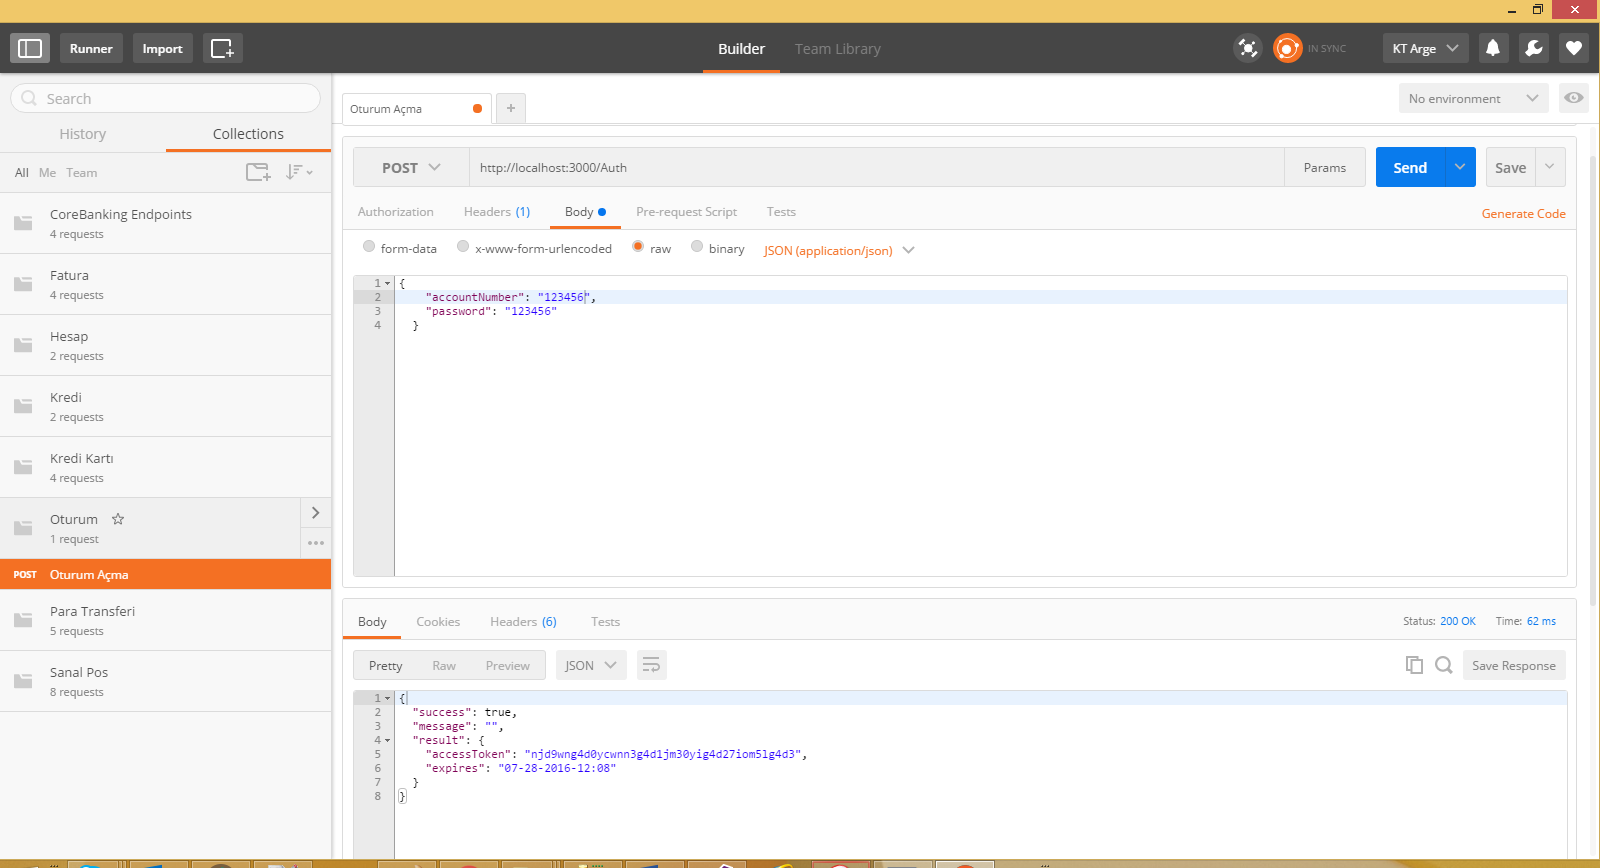 Runner
Import
Builder
Team Library
IN SYNC
KT Arge
Search
History
Collections
All Me Team
CoreBanking Endpoints
4 requests
Fatura
4 requests
Hesap
2 requests
Kredi
2 requests
Kredi Kartı
4 requests
Oturum
1 request
POST Oturum Açma
Para Transferi
5 requests
Sanal Pos
8 requests
Oturum Açma
No environment
POST
http://localhost:3000/Auth
Params
Send
Save
Authorization
Headers (1)
Body
Pre-request Script
Tests
Generate Code
form-data
x-www-form-urlencoded
raw
binary
JSON (application/json)
1 {
2 "accountNumber": "123456",
3 "password": "123456"
4 }
Body
Cookies
Headers (6)
Tests
Status: 200 OK
Time: 62 ms
Pretty
Raw
Preview
JSON
Save Response
1 {
2 "success": true,
3 "message": "",
4 "result": {
5 "accessToken": "njd9wng4d0ycwnn3g4d1jm30yig4d27iom5lg4d3",
6 "expires": "07-28-2016-12:08"
7 }
8 }